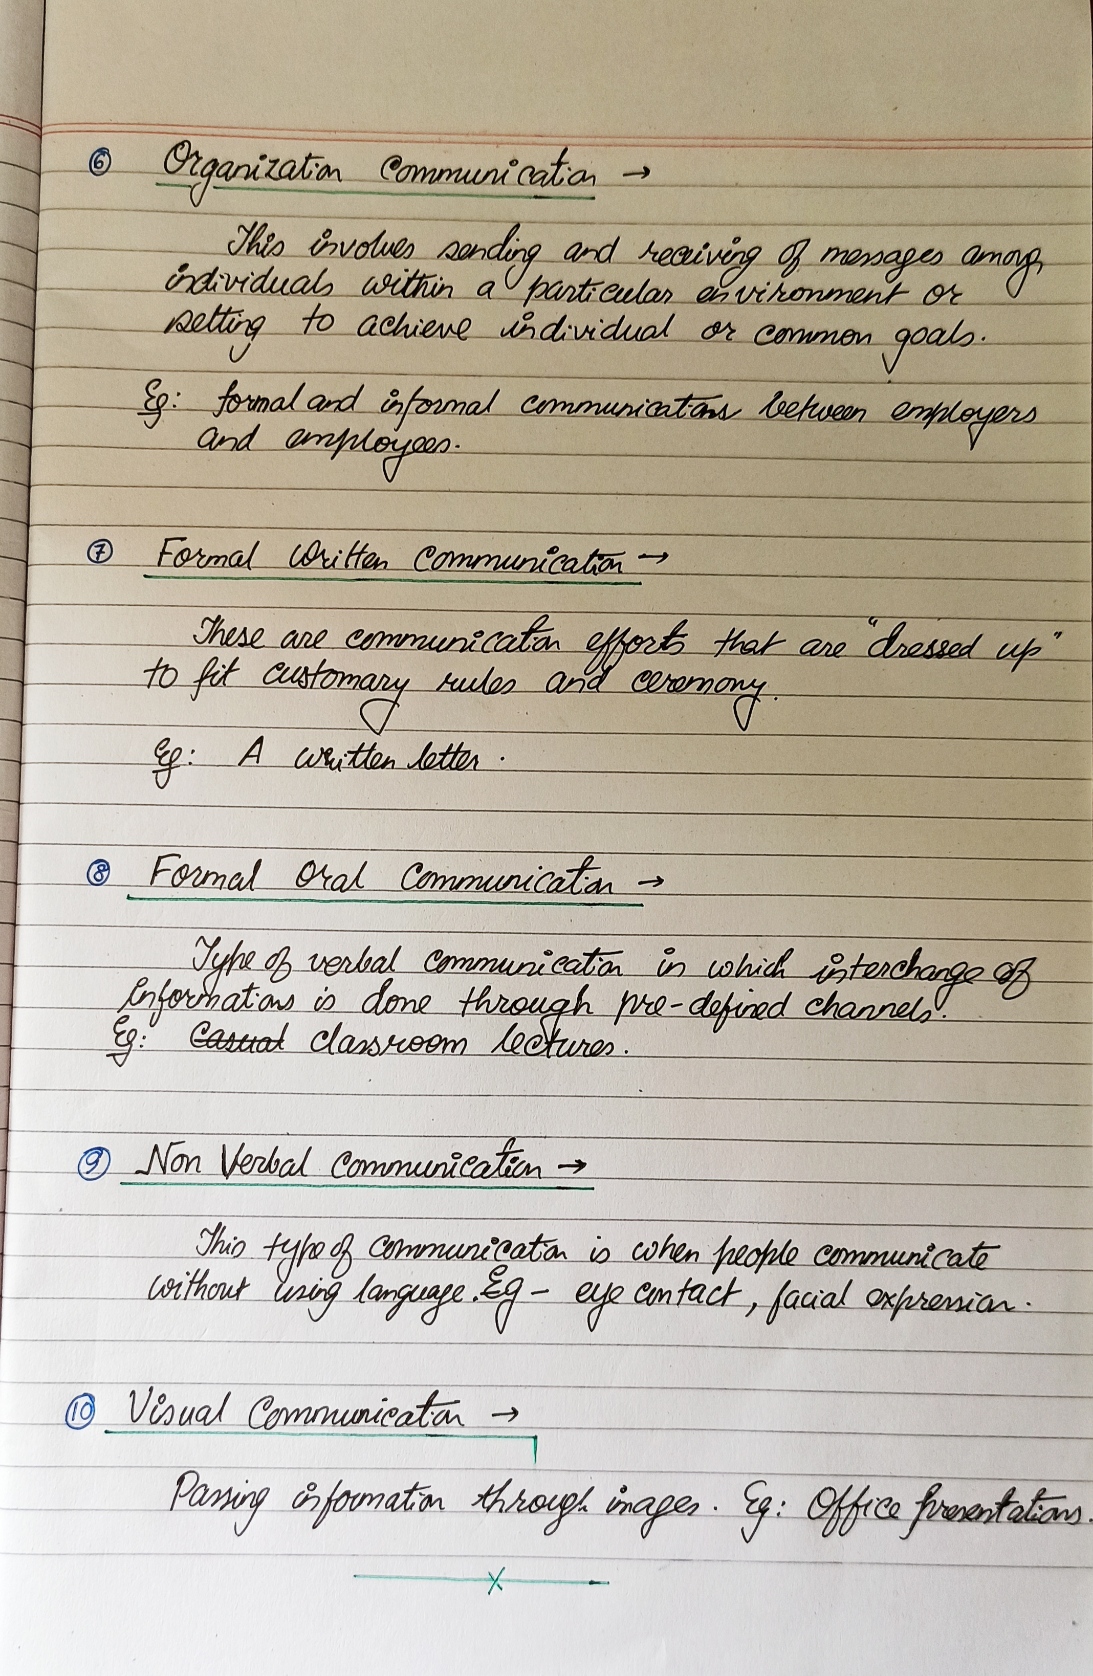 ⑥ Organization Communication →
This involves sending and receiving of messages among
individuals within a particular environment or
setting to achieve individual or common goals.
Eg: formal and informal communications between employers
and employees.
⑦ Formal Written Communication →
These are communication efforts that are "dressed up"
to fit customary rules and ceremony.
Eg: A written letter.
⑧ Formal Oral Communication →
Type of verbal communication in which interchange of
informations is done through pre-defined channels.
Eg: ~~Casual~~ classroom lectures.
⑨ Non Verbal Communication →
This type of communication is when people communicate
without using language. Eg - eye contact, facial expression.
⑩ Visual Communication →
Passing information through images. Eg: Office presentations.
x